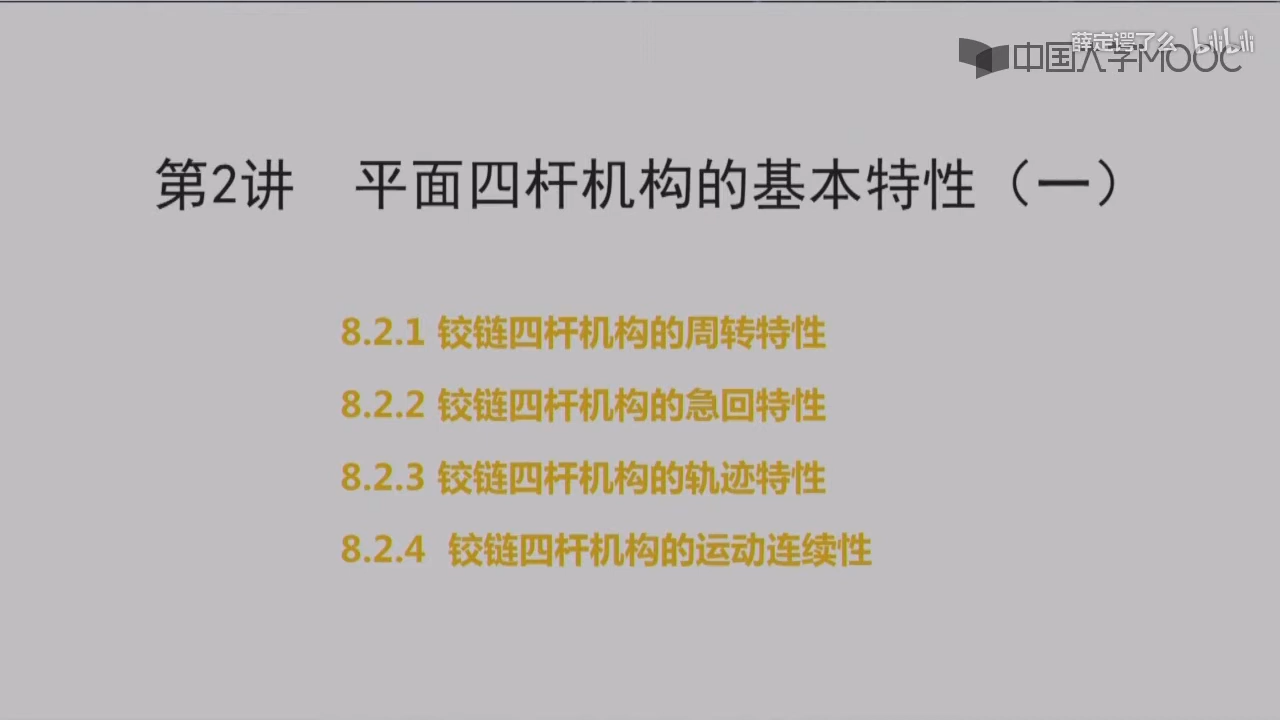 薛定谔了么 bilibili
中国大学MOOC
第2讲 平面四杆机构的基本特性（一）
8.2.1 铰链四杆机构的周转特性
8.2.2 铰链四杆机构的急回特性
8.2.3 铰链四杆机构的轨迹特性
8.2.4 铰链四杆机构的运动连续性